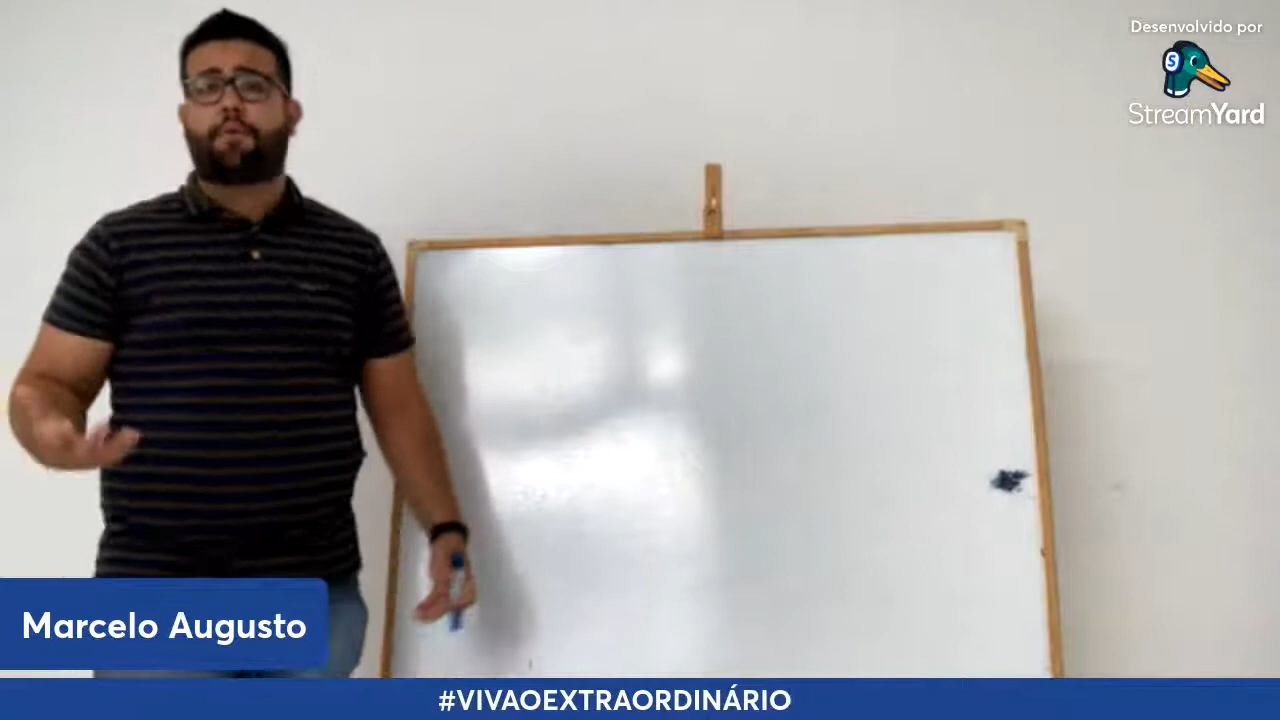 Desenvolvido por
S
StreamYard
Marcelo Augusto
#VIVAOEXTRAORDINÁRIO